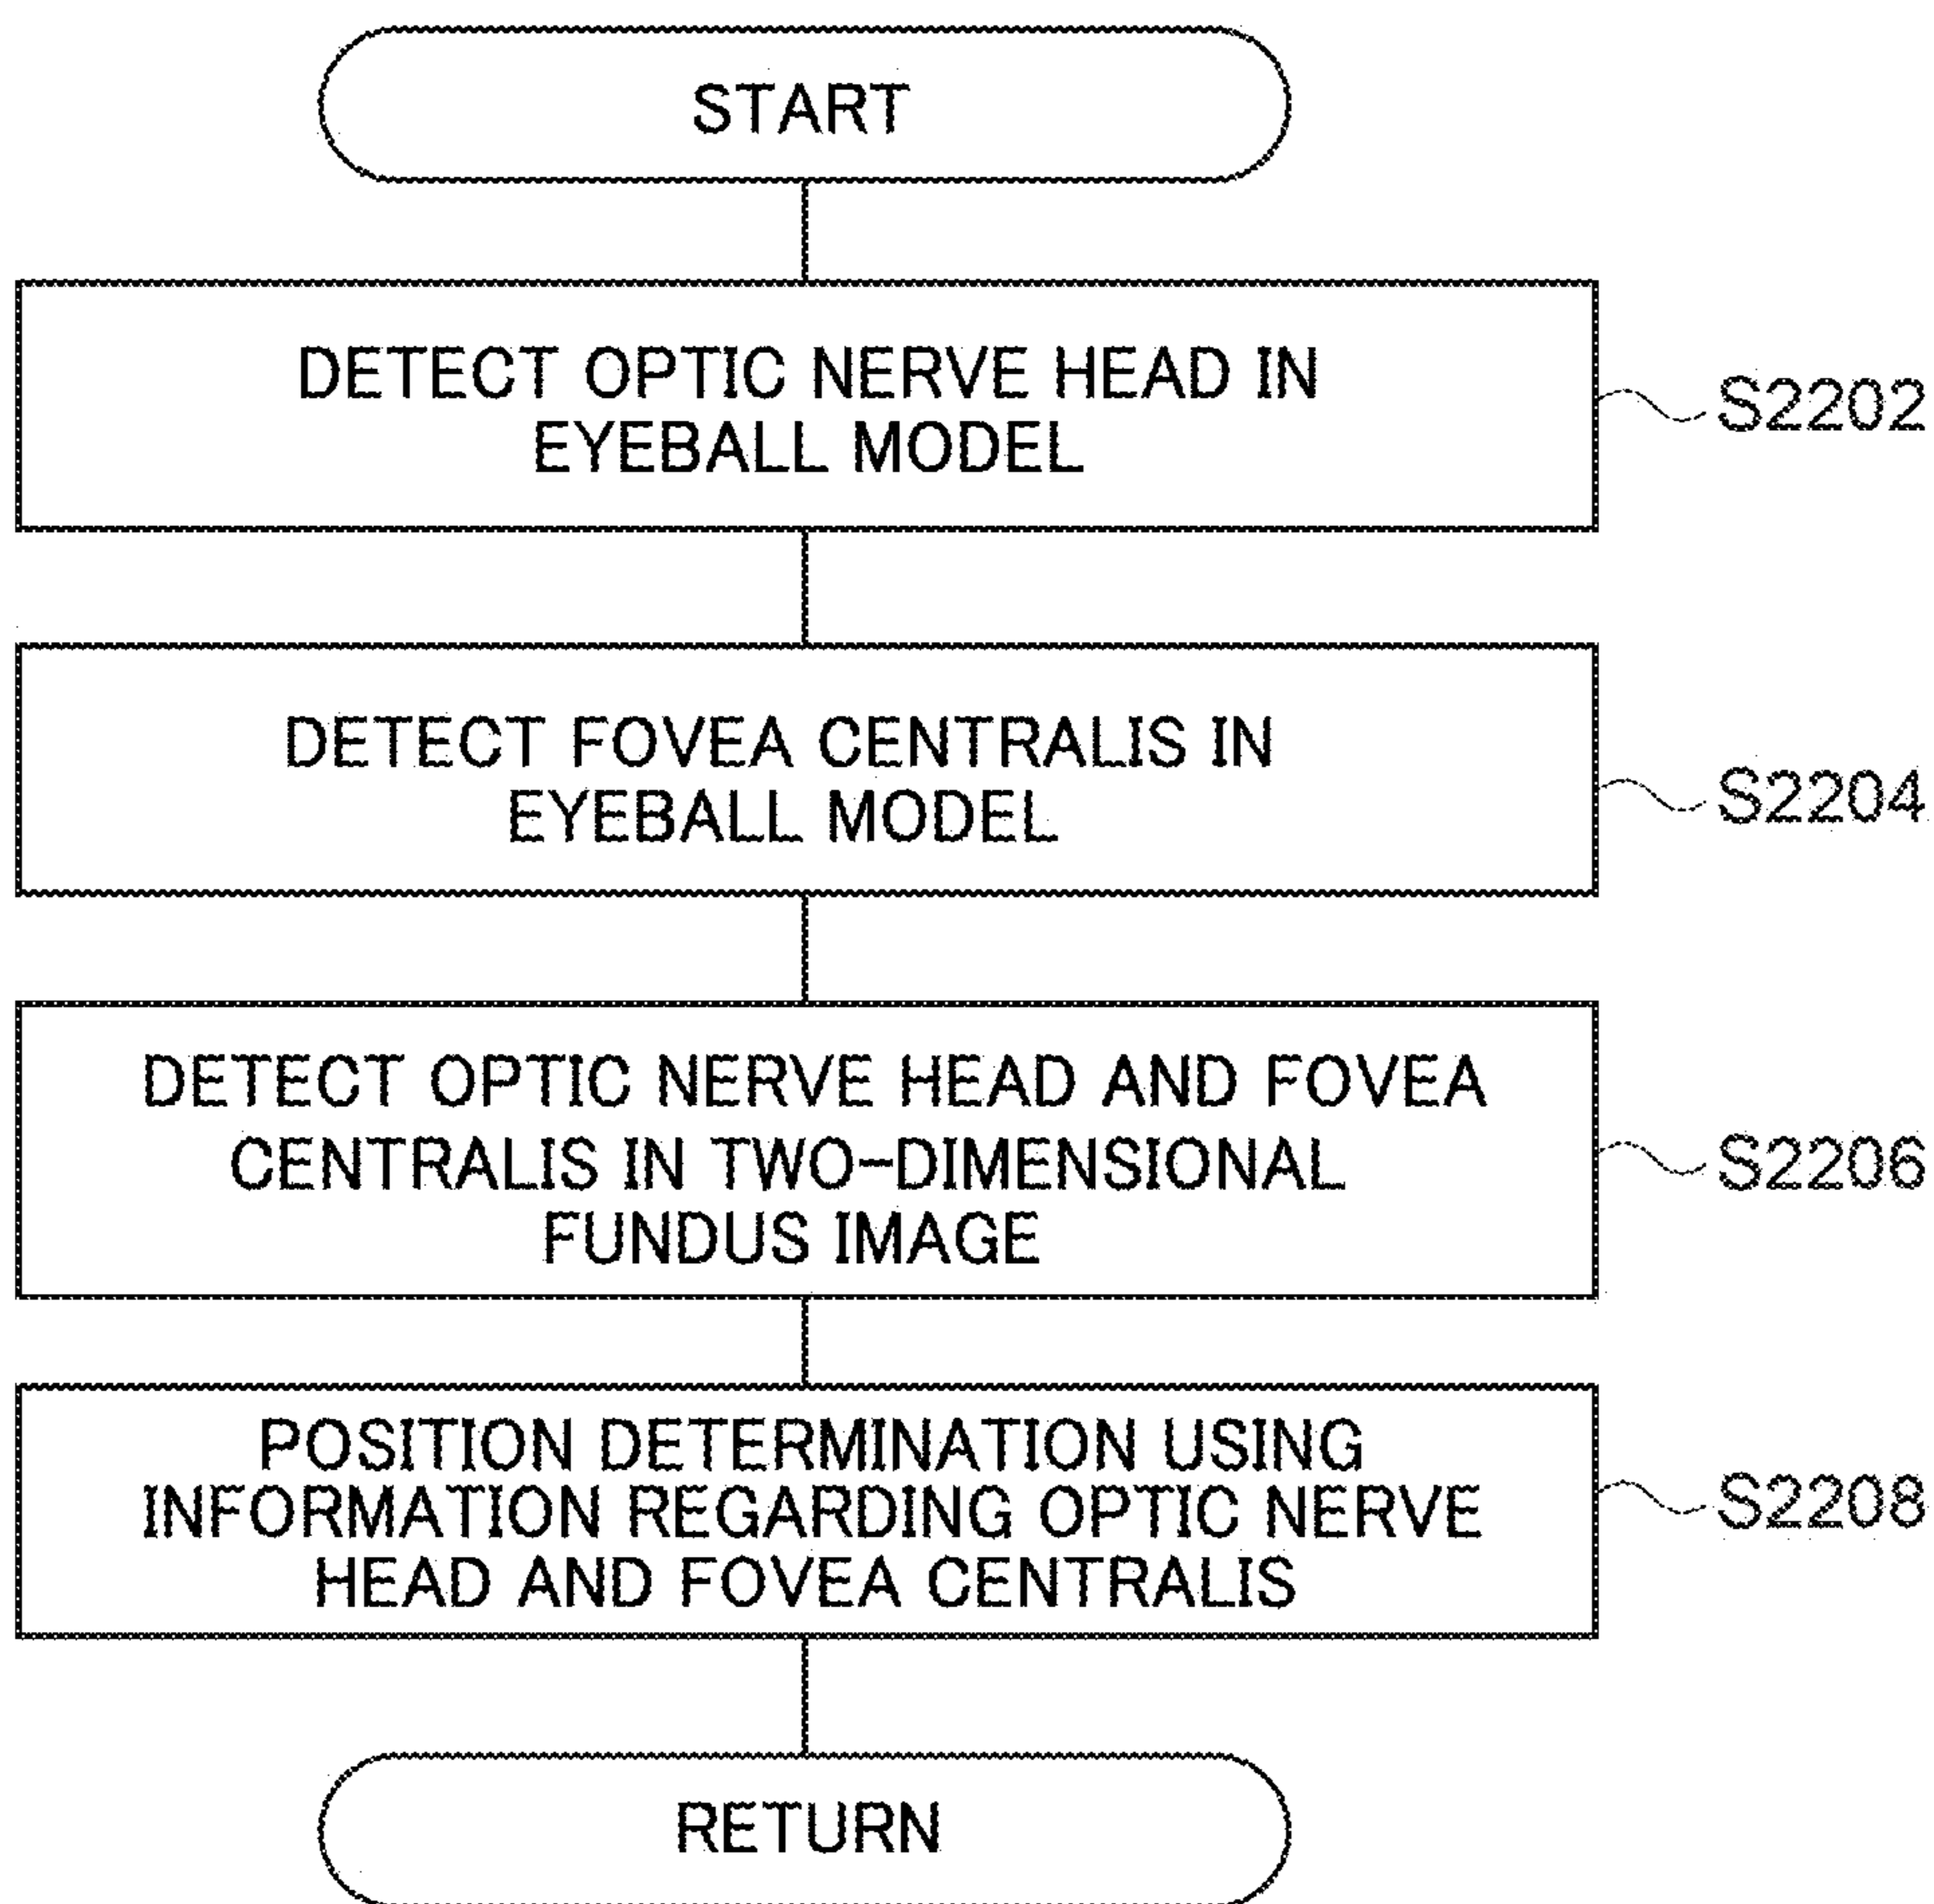 START
DETECT OPTIC NERVE HEAD IN
EYEBALL MODEL
S2202
DETECT FOVEA CENTRALIS IN
EYEBALL MODEL
S2204
DETECT OPTIC NERVE HEAD AND FOVEA
CENTRALIS IN TWO-DIMENSIONAL
FUNDUS IMAGE
S2206
POSITION DETERMINATION USING
INFORMATION REGARDING OPTIC NERVE
HEAD AND FOVEA CENTRALIS
S2208
RETURN